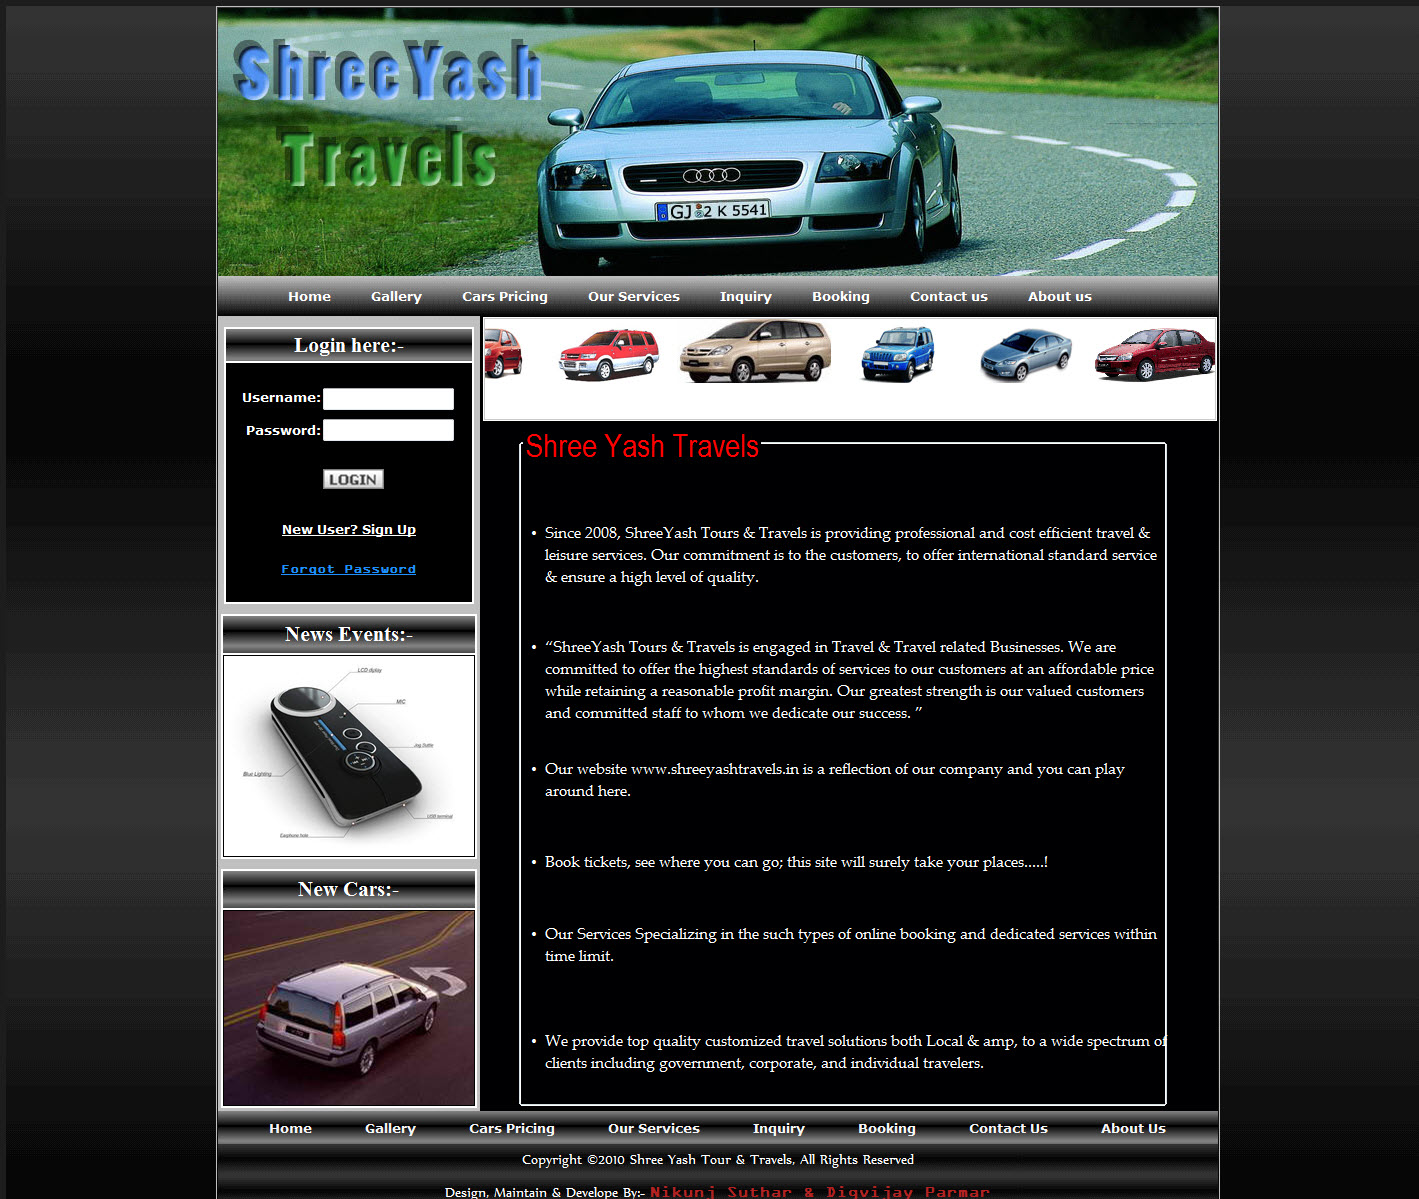 ShreeYash
Travels
GJ 2 K 5541
Home Gallery Cars Pricing Our Services Inquiry Booking Contact us About us
Login here:-
Username:
Password:
LOGIN
New User? Sign Up
Forgot Password
News Events:-
LCD diplay
MIC
Jog Suttle
Blue Lighting
USB terminal
Earphone hole
New Cars:-
Shree Yash Travels
• Since 2008, ShreeYash Tours & Travels is providing professional and cost efficient travel &
leisure services. Our commitment is to the customers, to offer international standard service
& ensure a high level of quality.
• “ShreeYash Tours & Travels is engaged in Travel & Travel related Businesses. We are
committed to offer the highest standards of services to our customers at an affordable price
while retaining a reasonable profit margin. Our greatest strength is our valued customers
and committed staff to whom we dedicate our success. ”
• Our website www.shreeyashtravels.in is a reflection of our company and you can play
around here.
• Book tickets, see where you can go; this site will surely take your places.....!
• Our Services Specializing in the such types of online booking and dedicated services within
time limit.
• We provide top quality customized travel solutions both Local & amp, to a wide spectrum of
clients including government, corporate, and individual travelers.
Home Gallery Cars Pricing Our Services Inquiry Booking Contact Us About Us
Copyright ©2010 Shree Yash Tour & Travels, All Rights Reserved
Design, Maintain & Develope By:- Nikunj Suthar & Digvijay Parmar